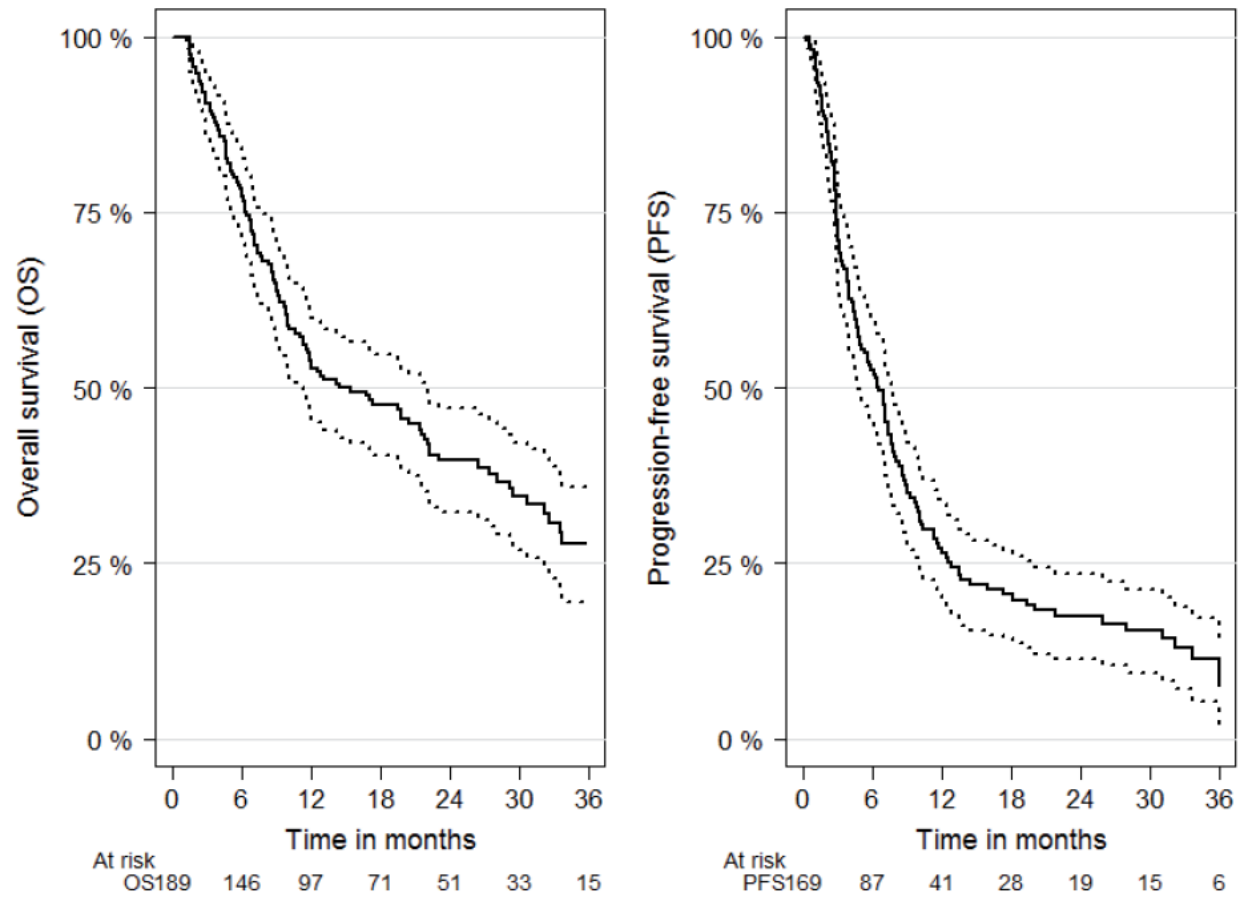 Overall survival (OS)
100 %
75 %
50 %
25 %
0 %
0 6 12 18 24 30 36
Time in months
At risk
OS189 146 97 71 51 33 15
Progression-free survival (PFS)
100 %
75 %
50 %
25 %
0 %
0 6 12 18 24 30 36
Time in months
At risk
PFS169 87 41 28 19 15 6